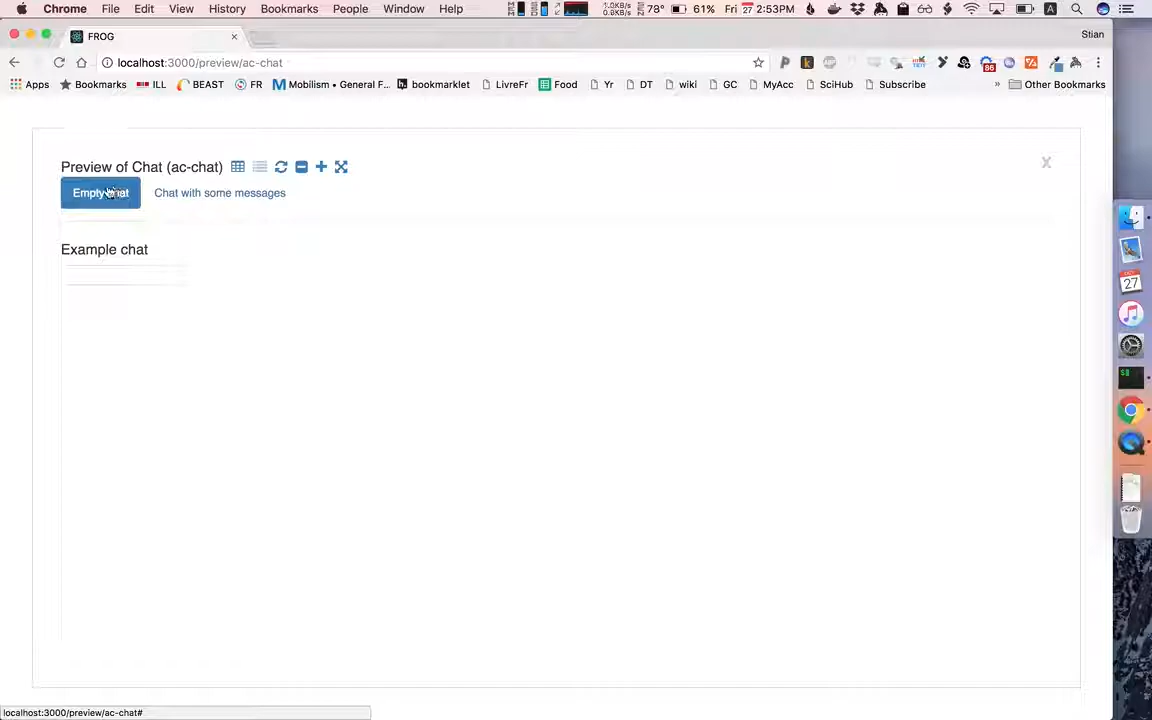 Chrome File Edit View History Bookmarks People Window Help 78° 61% Fri 27 2:53PM
FROG
Stian
localhost:3000/preview/ac-chat
Apps Bookmarks ILL BEAST FR Mobilism • General F... bookmarklet LivreFr Food Yr DT wiki GC MyAcc SciHub Subscribe » Other Bookmarks
Preview of Chat (ac-chat)
X
Empty chat Chat with some messages
Example chat
localhost:3000/preview/ac-chat#